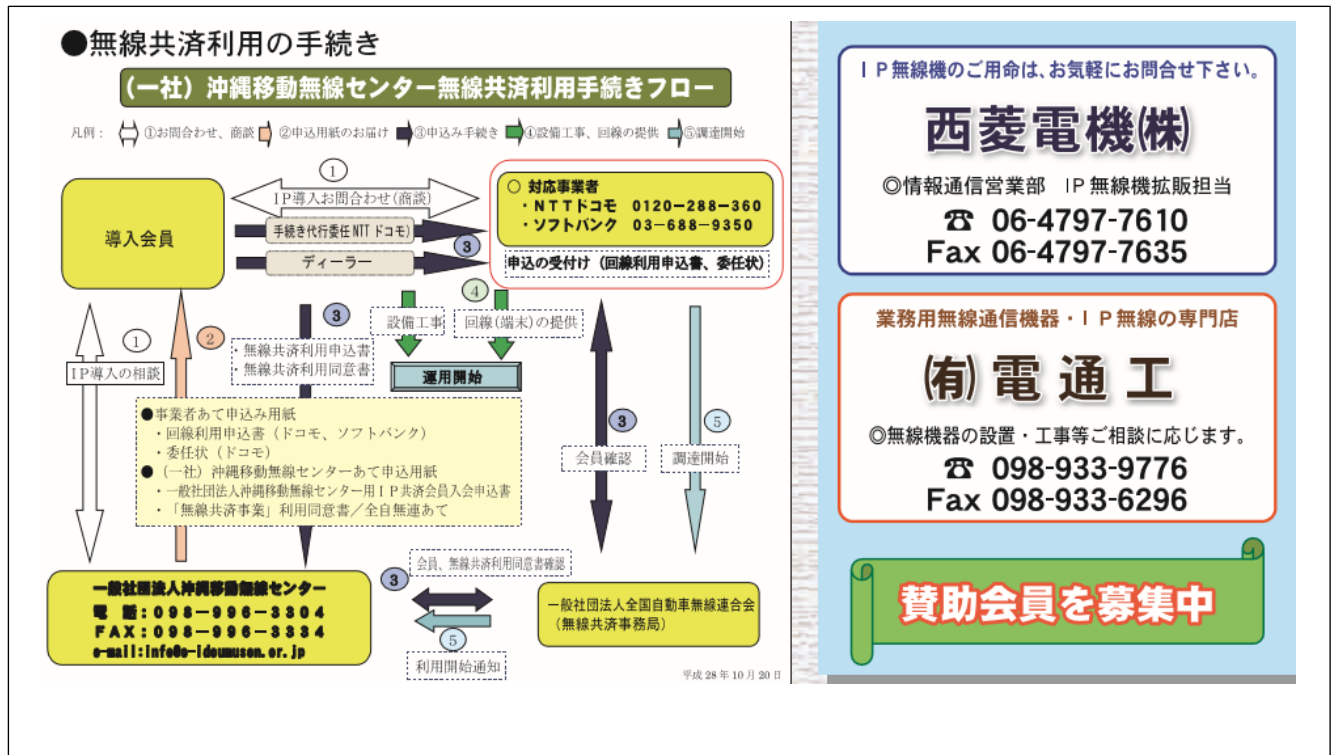 ●無線共済利用の手続き
(一社)沖縄移動無線センター無線共済利用手続きフロー
凡例： ①お問合わせ、商談 ②申込用紙のお届け ③申込み手続き ④設備工事、回線の提供 ⑤調達開始
①
IP導入お問合わせ(商談)
導入会員
手続き代行委任NTTドコモ)
ディーラー
③
○ 対応事業者
・NTTドコモ 0120-288-360
・ソフトバンク 03-688-9350
申込の受付け（回線利用申込書、委任状）
①
IP導入の相談
②
③
・無線共済利用申込書
・無線共済利用同意書
④
設備工事
回線(端末)の提供
運用開始
●事業者あて申込み用紙
・回線利用申込書（ドコモ、ソフトバンク）
・委任状（ドコモ）
●（一社）沖縄移動無線センターあて申込用紙
・一般社団法人沖縄移動無線センター用IP共済会員入会申込書
・「無線共済事業」利用同意書／全自無連あて
③
会員確認
⑤
調達開始
一般社団法人沖縄移動無線センター
電 話:098-996-3304
FAX:098-996-3334
e-mail:info@o-idoumusen.or.jp
会員、無線共済利用同意書確認
③
⑤
利用開始通知
一般社団法人全国自動車無線連合会
（無線共済事務局）
平成28年10月20日
IP無線機のご用命は、お気軽にお問合せ下さい。
西菱電機㈱
◎情報通信営業部 IP無線機拡販担当
☎ 06-4797-7610
Fax 06-4797-7635
業務用無線通信機器・IP無線の専門店
㈲電通工
◎無線機器の設置・工事等ご相談に応じます。
☎ 098-933-9776
Fax 098-933-6296
賛助会員を募集中